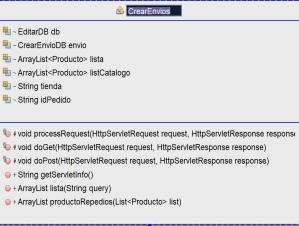 CrearEnvios
~ EditarDB db
~ CrearEnvioDB envio
~ ArrayList<Producto> lista
~ ArrayList<Producto> listCatalogo
~ String tienda
~ String idPedido
# void processRequest(HttpServletRequest request, HttpServletResponse response
# void doGet(HttpServletRequest request, HttpServletResponse response)
# void doPost(HttpServletRequest request, HttpServletResponse response)
+ String getServletInfo()
+ ArrayList lista(String query)
+ ArrayList productoRepedios(List<Producto> list)